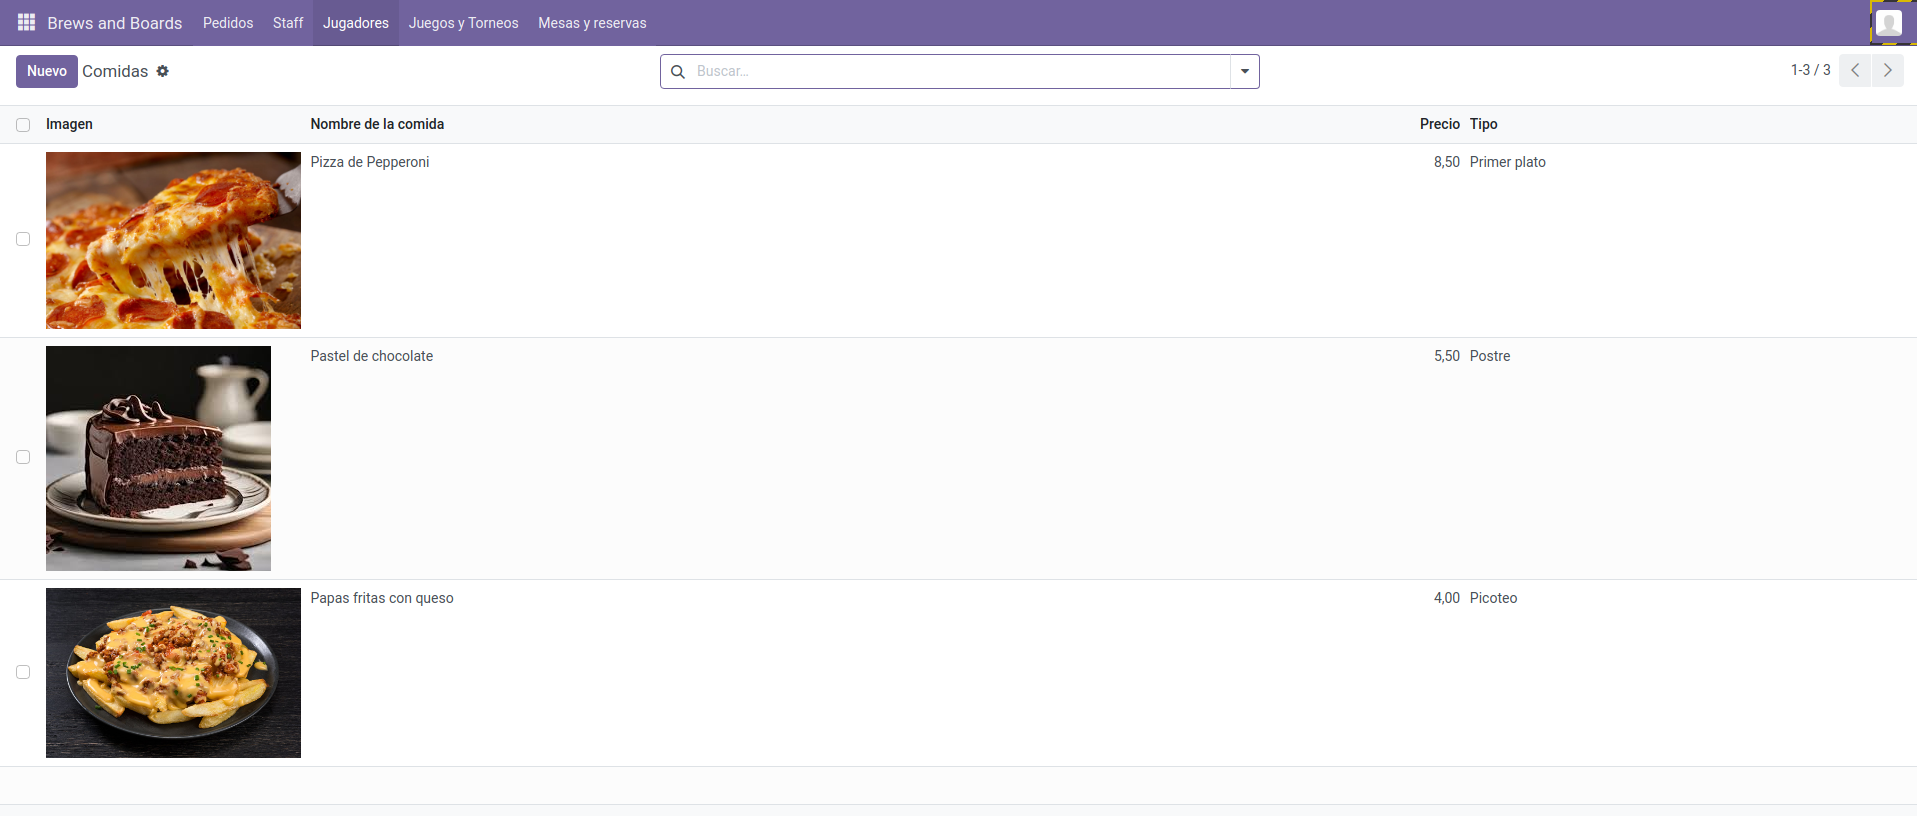 Brews and Boards Pedidos Staff Jugadores Juegos y Torneos Mesas y reservas
Nuevo Comidas Buscar... 1-3 / 3
Imagen Nombre de la comida Precio Tipo
Pizza de Pepperoni 8,50 Primer plato
Pastel de chocolate 5,50 Postre
Papas fritas con queso 4,00 Picoteo